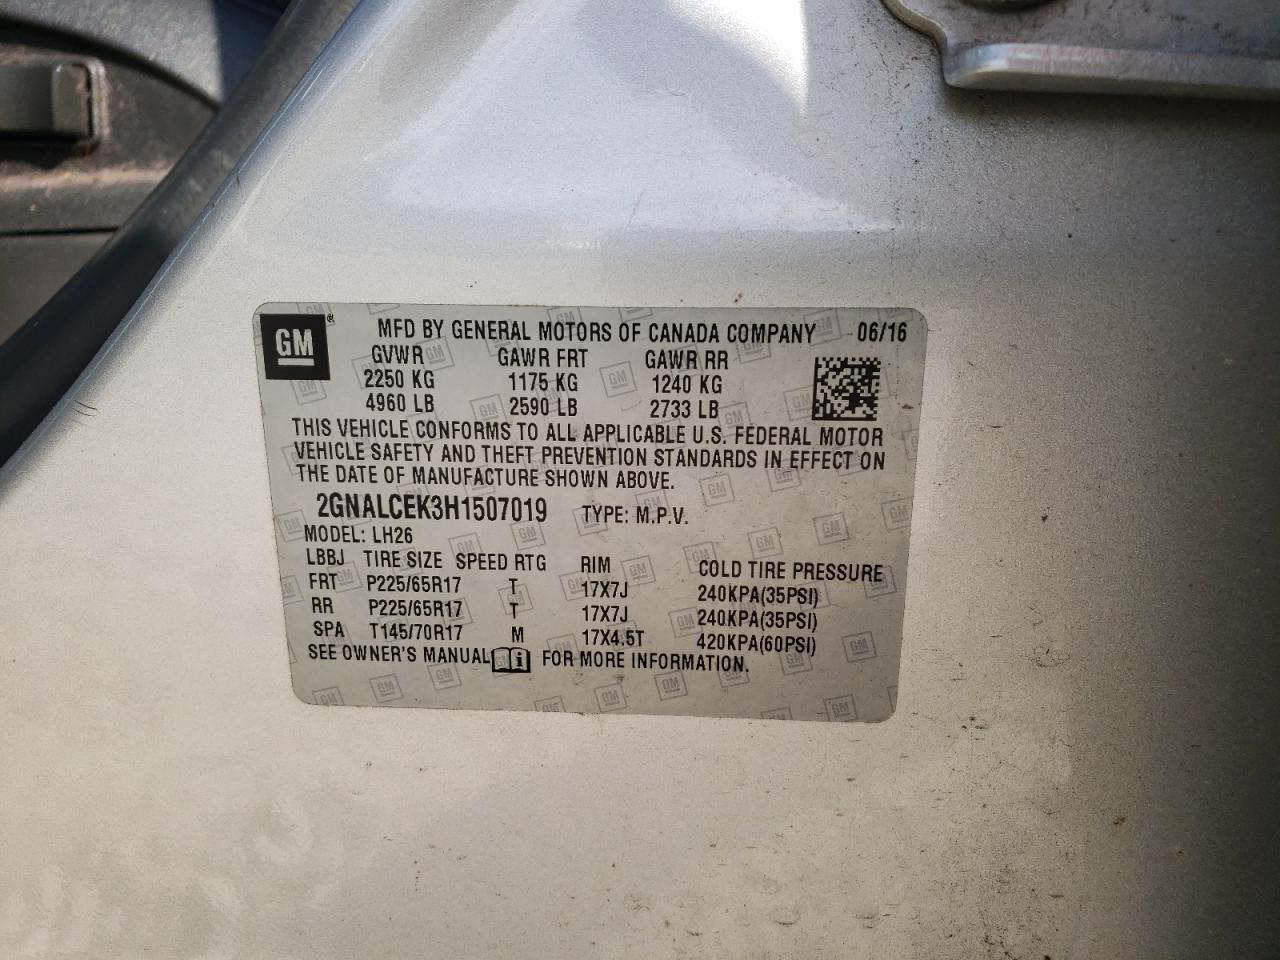 GM ® MFD BY GENERAL MOTORS OF CANADA COMPANY 06/16
GVWR GAWR FRT GAWR RR
2250 KG 1175 KG 1240 KG
4960 LB 2590 LB 2733 LB
THIS VEHICLE CONFORMS TO ALL APPLICABLE U.S. FEDERAL MOTOR
VEHICLE SAFETY AND THEFT PREVENTION STANDARDS IN EFFECT ON
THE DATE OF MANUFACTURE SHOWN ABOVE.
2GNALCEK3H1507019 TYPE: M.P.V.
MODEL: LH26
LBBJ TIRE SIZE SPEED RTG RIM COLD TIRE PRESSURE
FRT P225/65R17 T 17X7J 240KPA(35PSI)
RR P225/65R17 T 17X7J 240KPA(35PSI)
SPA T145/70R17 M 17X4.5T 420KPA(60PSI)
SEE OWNER'S MANUAL i FOR MORE INFORMATION.